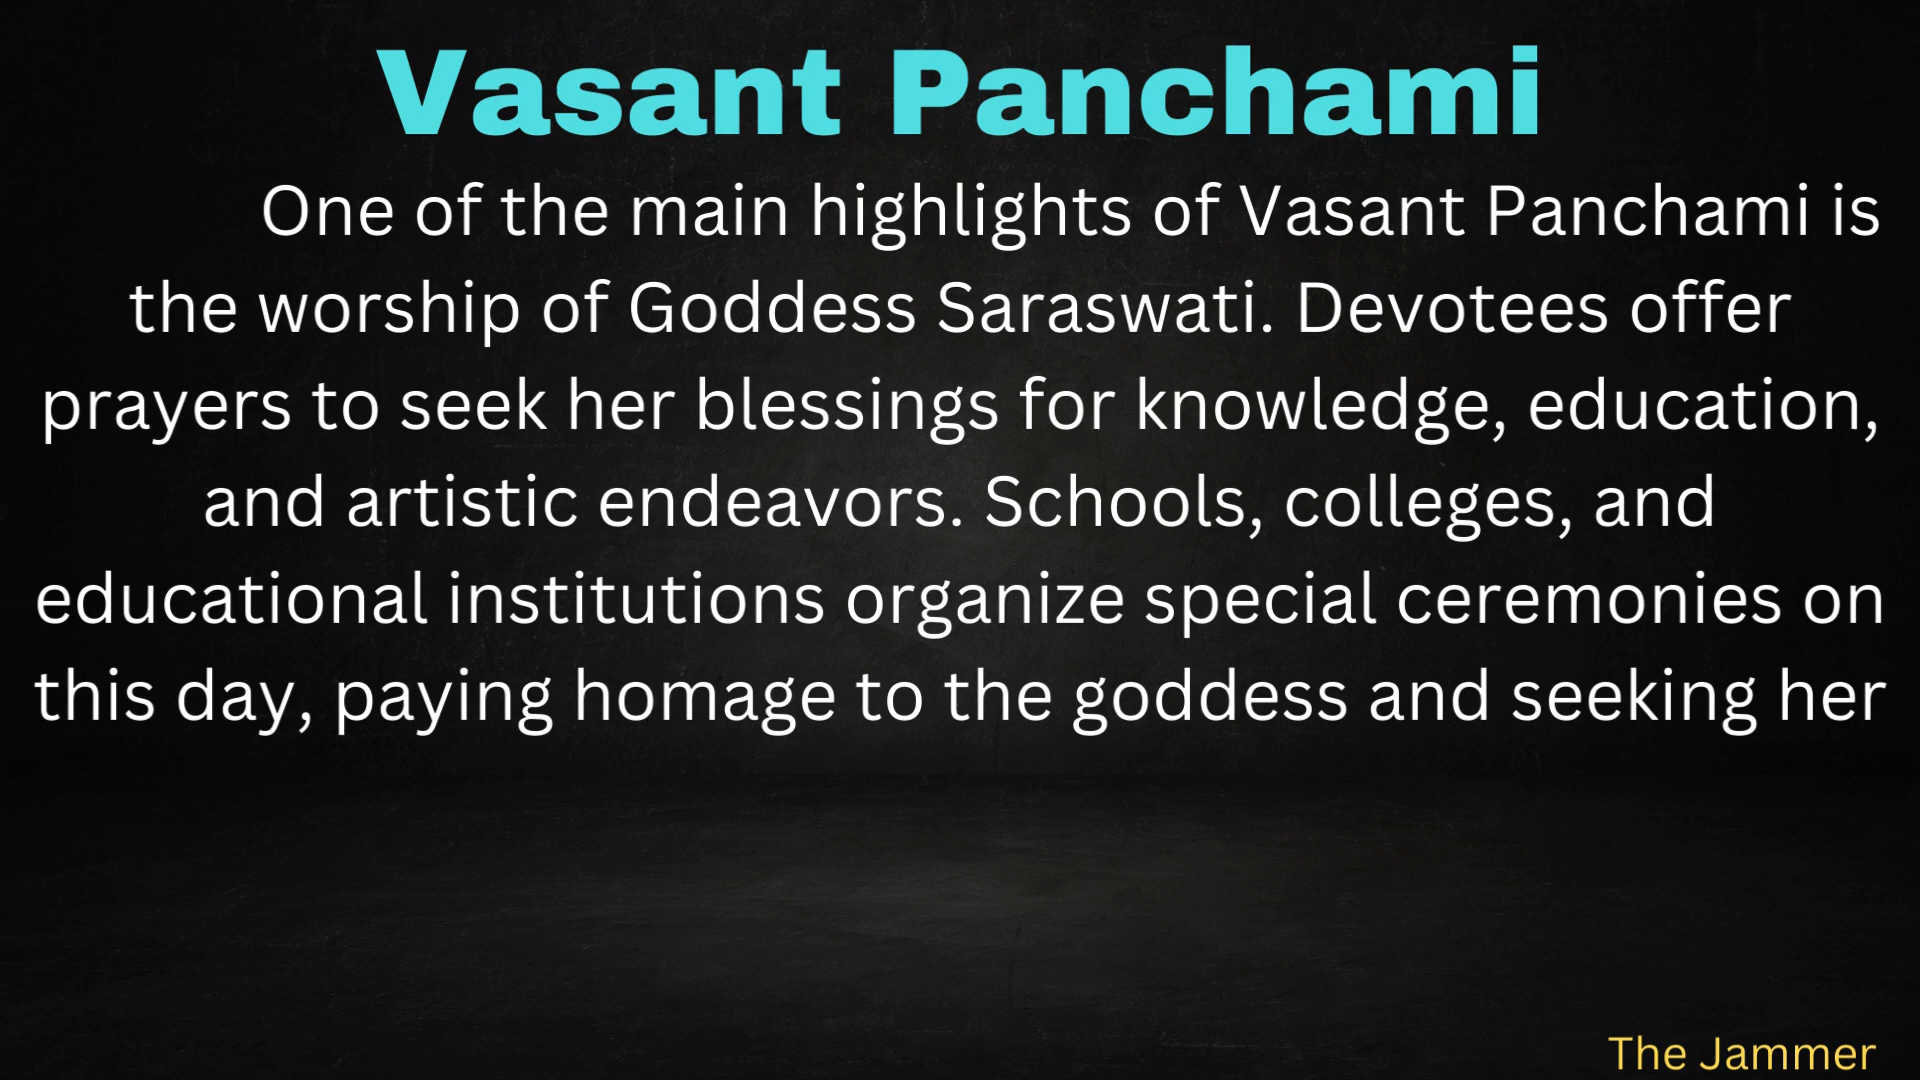 Vasant Panchami
One of the main highlights of Vasant Panchami is
the worship of Goddess Saraswati. Devotees offer
prayers to seek her blessings for knowledge, education,
and artistic endeavors. Schools, colleges, and
educational institutions organize special ceremonies on
this day, paying homage to the goddess and seeking her
The Jammer